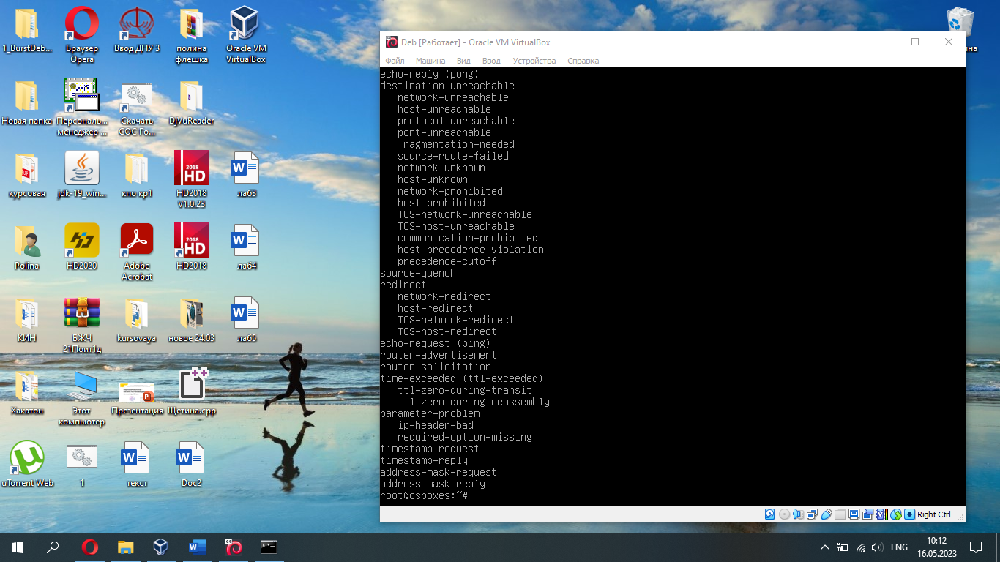 1_BurstDeb...
Браузер
Opera
Ввод ДПУ 3
полина
флешка
Oracle VM
VirtualBox
Новая папка
Персональ...
менеджер ...
Скачать
СОС Го...
DjVuReader
курсовая
jdk-19_win...
кпо кр1
HD2018
V1.0.23
лаб3
Polina
HD2020
Adobe
Acrobat
HD2018
лаб4
КИН
БЖЧ
21Поит1д
kursovaya
новое 24.03
лаб5
Хакатон
Этот
компьютер
Презентация
Щетина.cpp
uTorrent Web
1
текст
Doc2
Deb [Работает] - Oracle VM VirtualBox
Файл Машина Вид Ввод Устройства Справка
echo-reply (pong)
destination-unreachable
network-unreachable
host-unreachable
protocol-unreachable
port-unreachable
fragmentation-needed
source-route-failed
network-unknown
host-unknown
network-prohibited
host-prohibited
TOS-network-unreachable
TOS-host-unreachable
communication-prohibited
host-precedence-violation
precedence-cutoff
source-quench
redirect
network-redirect
host-redirect
TOS-network-redirect
TOS-host-redirect
echo-request (ping)
router-advertisement
router-solicitation
time-exceeded (ttl-exceeded)
ttl-zero-during-transit
ttl-zero-during-reassembly
parameter-problem
ip-header-bad
required-option-missing
timestamp-request
timestamp-reply
address-mask-request
address-mask-reply
root@osboxes:~#
Right Ctrl
ENG
10:12
16.05.2023